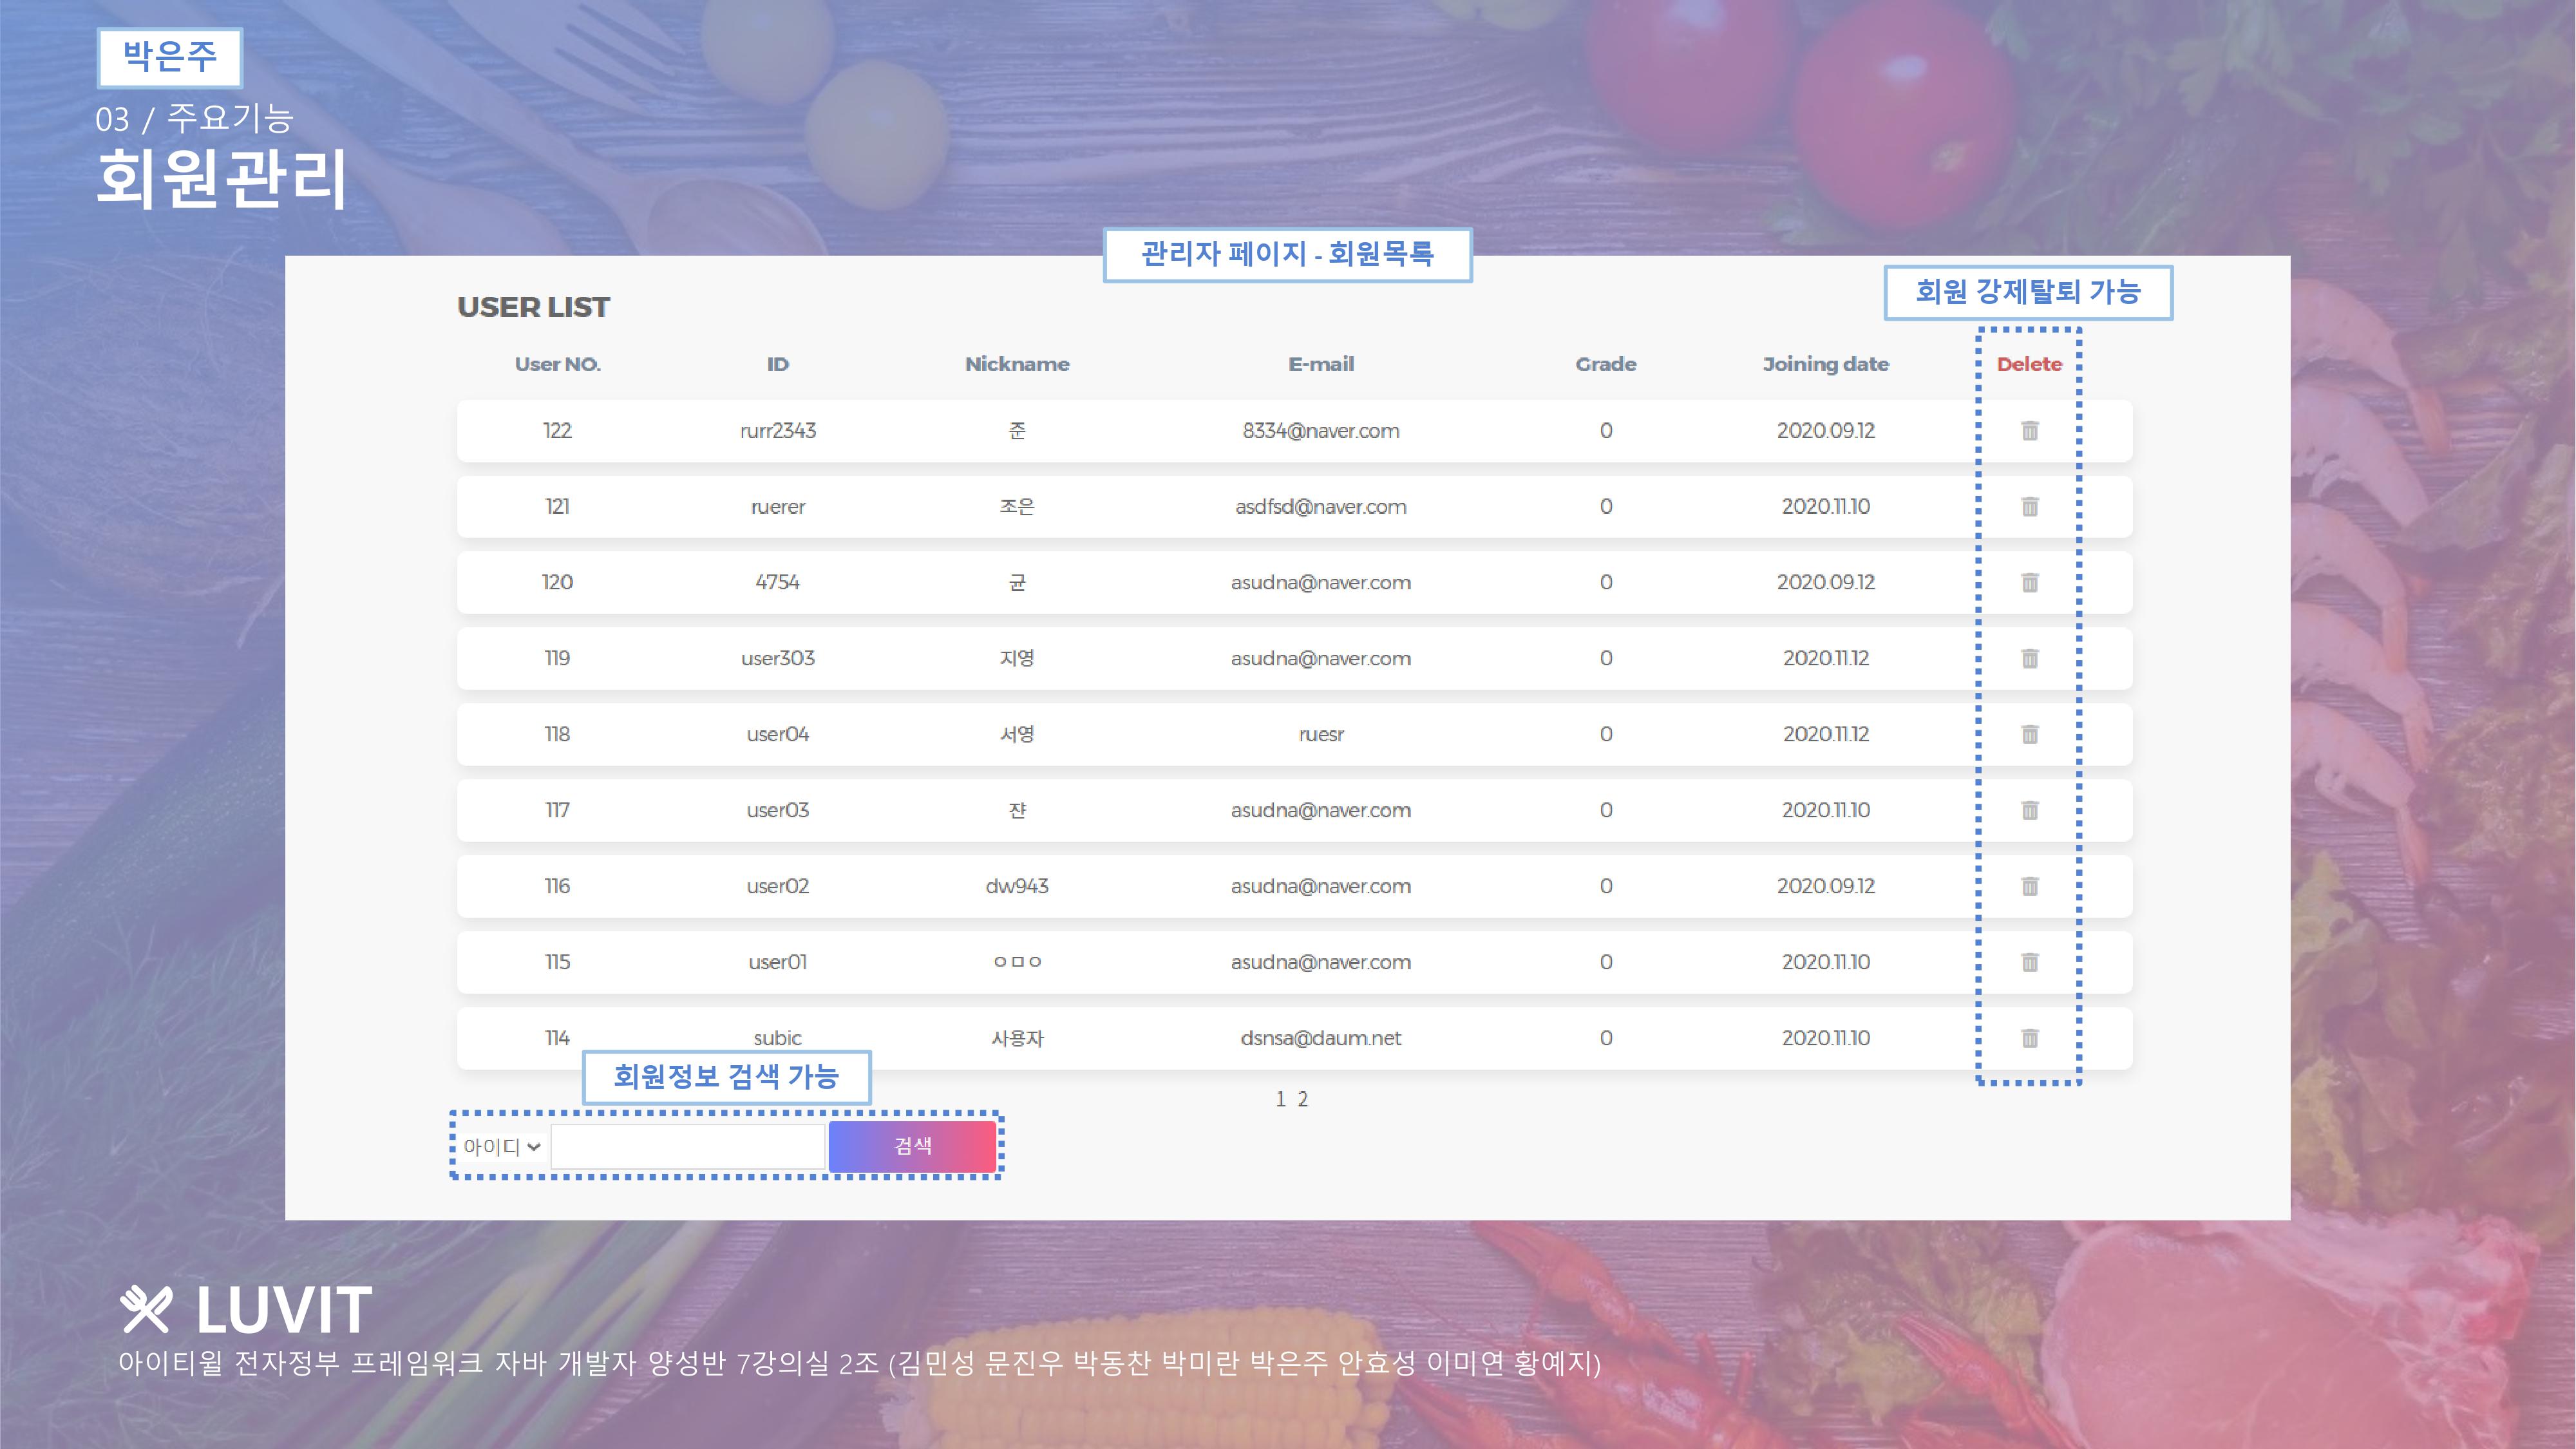 박은주
03 / 주요기능
회원관리
관리자 페이지 - 회원목록
회원 강제탈퇴 가능
USER LIST
User NO. ID Nickname E-mail Grade Joining date Delete
122 rurr2343 준 8334@naver.com 0 2020.09.12
121 ruerer 조은 asdfsd@naver.com 0 2020.11.10
120 4754 균 asudna@naver.com 0 2020.09.12
119 user303 지영 asudna@naver.com 0 2020.11.12
118 user04 서영 ruesr 0 2020.11.12
117 user03 쟌 asudna@naver.com 0 2020.11.10
116 user02 dw943 asudna@naver.com 0 2020.09.12
115 user01 ㅇㅁㅇ asudna@naver.com 0 2020.11.10
114 subic 사용자 dsnsa@daum.net 0 2020.11.10
회원정보 검색 가능
1 2
아이디 검색
LUVIT
아이티윌 전자정부 프레임워크 자바 개발자 양성반 7강의실 2조 (김민성 문진우 박동찬 박미란 박은주 안효성 이미연 황예지)